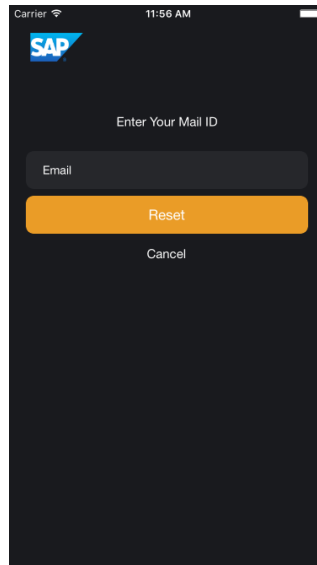 Carrier 11:56 AM
SAP
Enter Your Mail ID
Email
Reset
Cancel